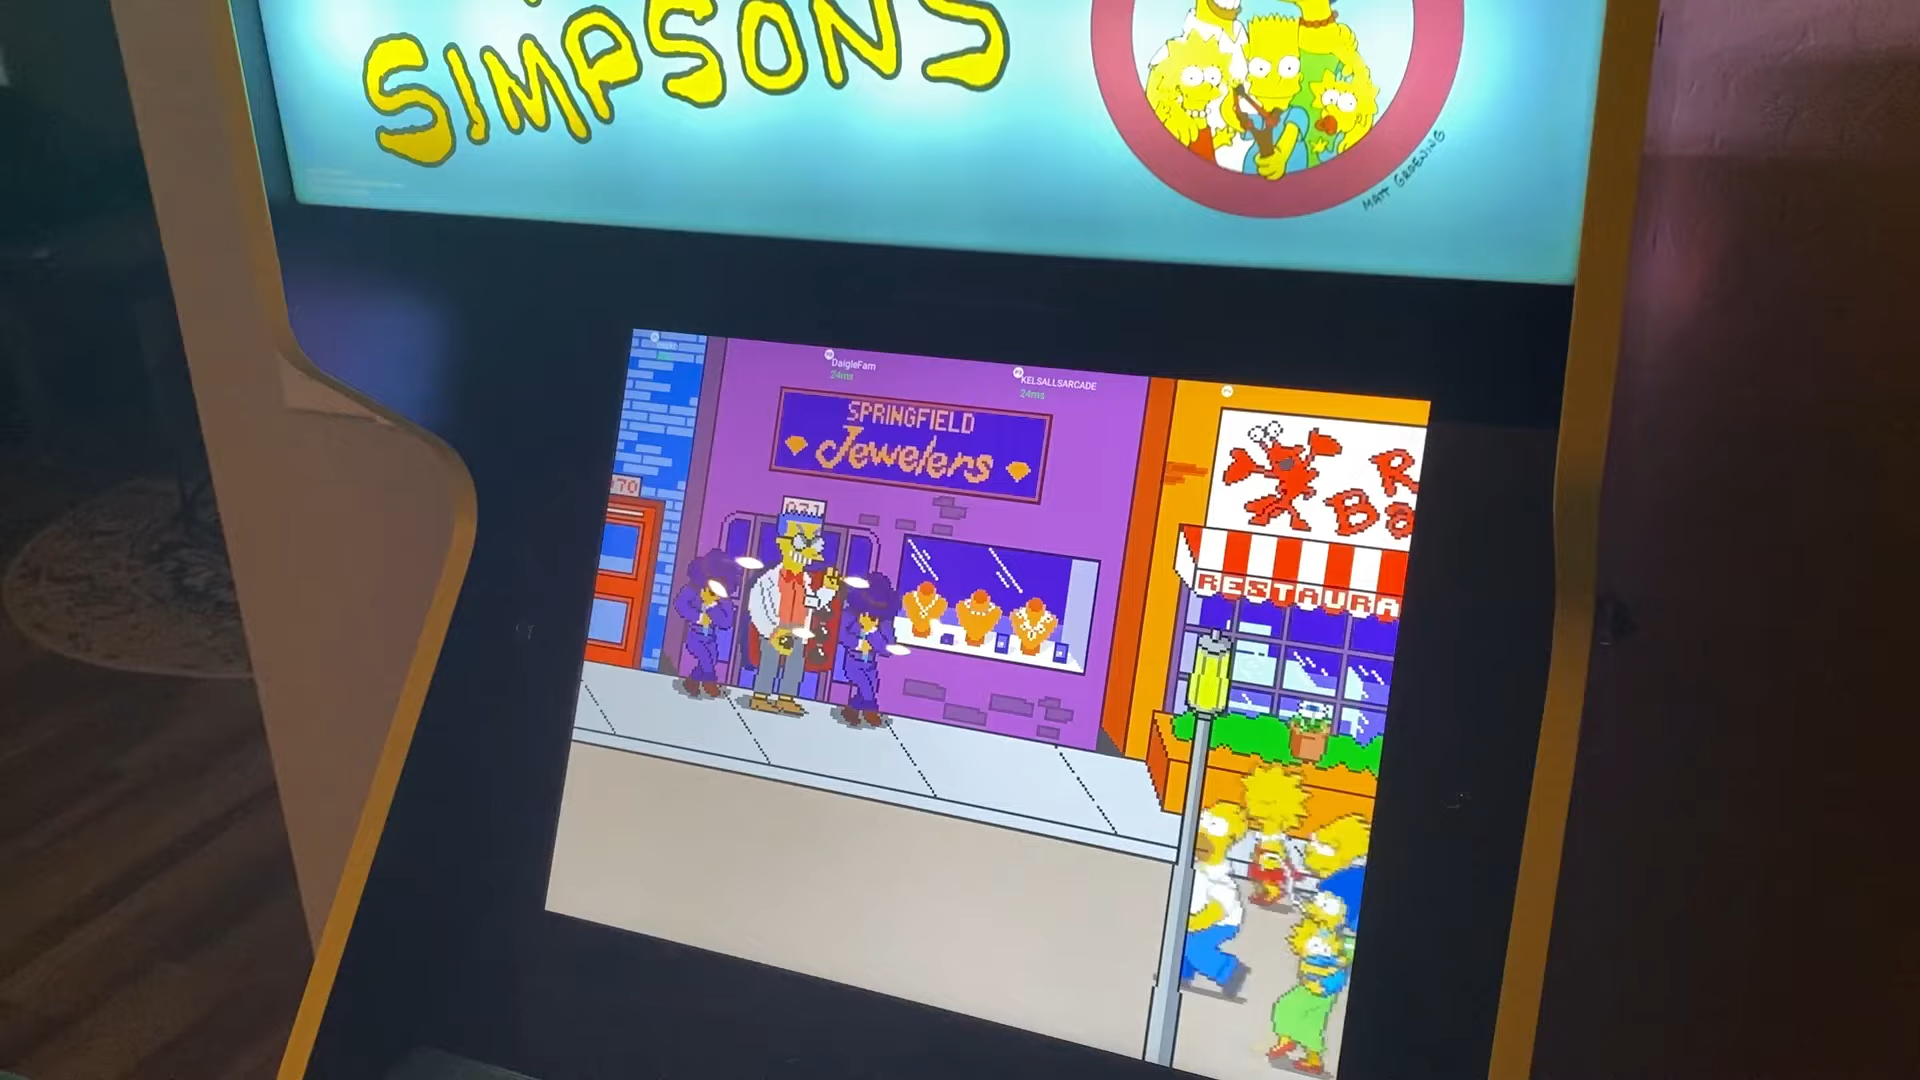 SIMPSONS
MATT GROENING
DaigleFam
24ms
KELSALLSARCADE
24ms
SPRINGFIELD
Jewelers
RESTAURA